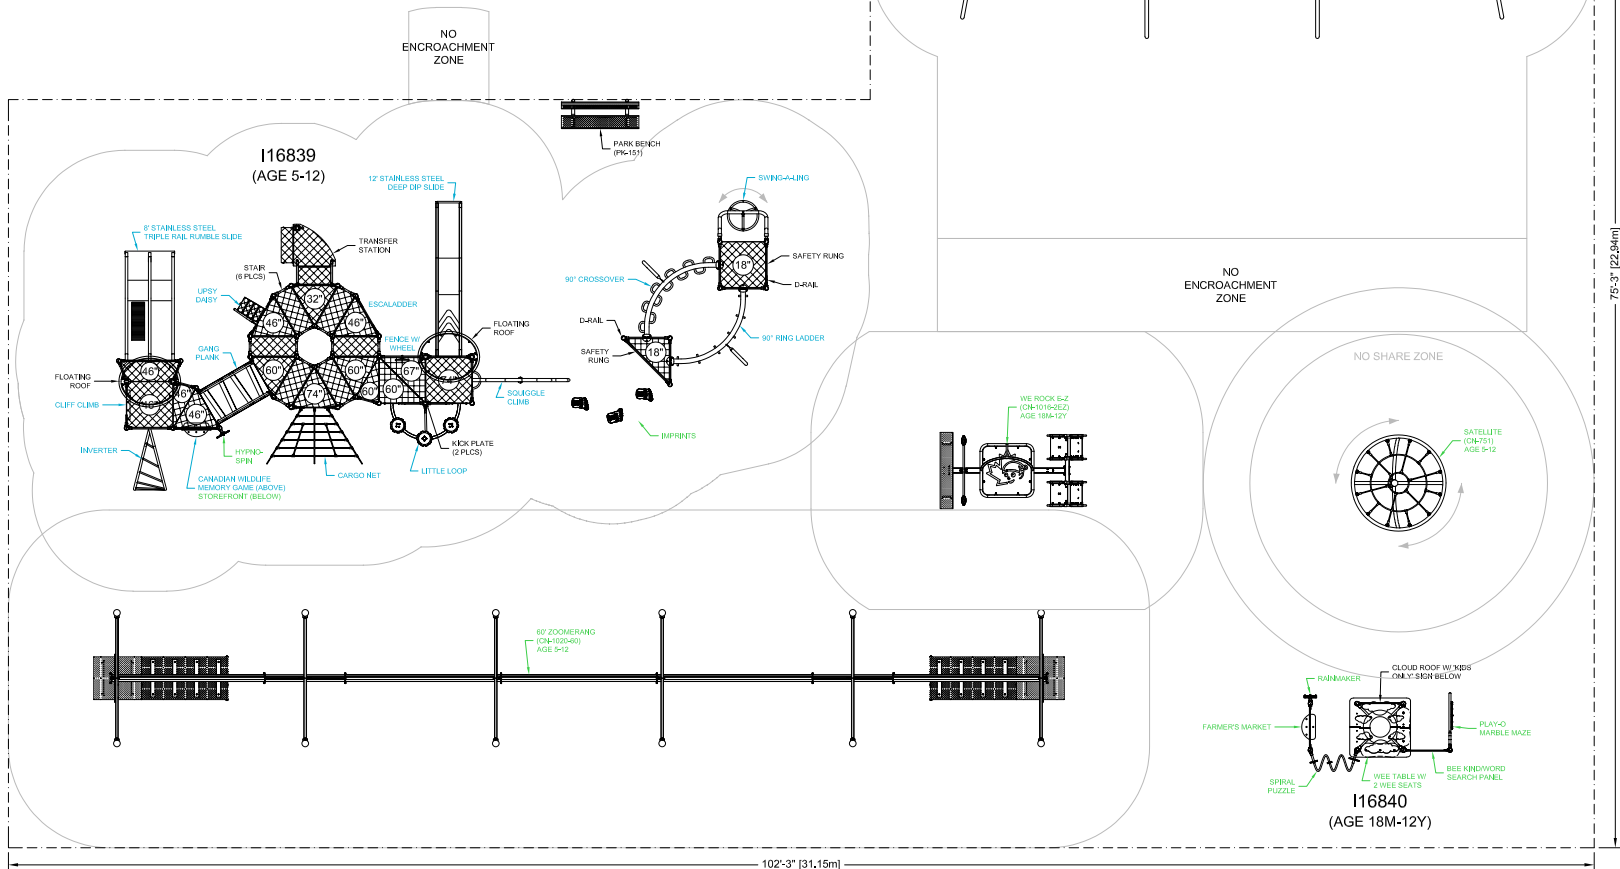 NO
ENCROACHMENT
ZONE
I16839
(AGE 5-12)
PARK BENCH
(PK-151)
12' STAINLESS STEEL
DEEP DIP SLIDE
SWING-A-LING
8' STAINLESS STEEL
TRIPLE RAIL RUMBLE SLIDE
TRANSFER
STATION
STAIR
(6 PLCS)
UPSY
DAISY
ESCALADDER
32"
46"
46"
FENCE W/
WHEEL
FLOATING
ROOF
GANG
PLANK
FLOATING
ROOF
CLIFF CLIMB
46"
46"
46"
46"
60"
74"
60"
60"
60"
67"
74"
SQUIGGLE
CLIMB
INVERTER
HYPNO-
SPIN
CANADIAN WILDLIFE
MEMORY GAME (ABOVE)
STOREFRONT (BELOW)
CARGO NET
KICK PLATE
(2 PLCS)
LITTLE LOOP
90° CROSSOVER
18"
SAFETY RUNG
D-RAIL
D-RAIL
SAFETY
RUNG
18"
90° RING LADDER
IMPRINTS
NO
ENCROACHMENT
ZONE
75'-3" [22.94m]
NO SHARE ZONE
WE ROCK E-Z
(CN-1016-2EZ)
AGE 18M-12Y
SATELLITE
(CN-751)
AGE 5-12
60' ZOOMERANG
(CN-1020-60)
AGE 5-12
CLOUD ROOF W/ 'KIDS
ONLY' SIGN BELOW
RAINMAKER
FARMER'S MARKET
PLAY-O
MARBLE MAZE
SPIRAL
PUZZLE
WEE TABLE W/
2 WEE SEATS
BEE KIND/WORD
SEARCH PANEL
I16840
(AGE 18M-12Y)
102'-3" [31.15m]